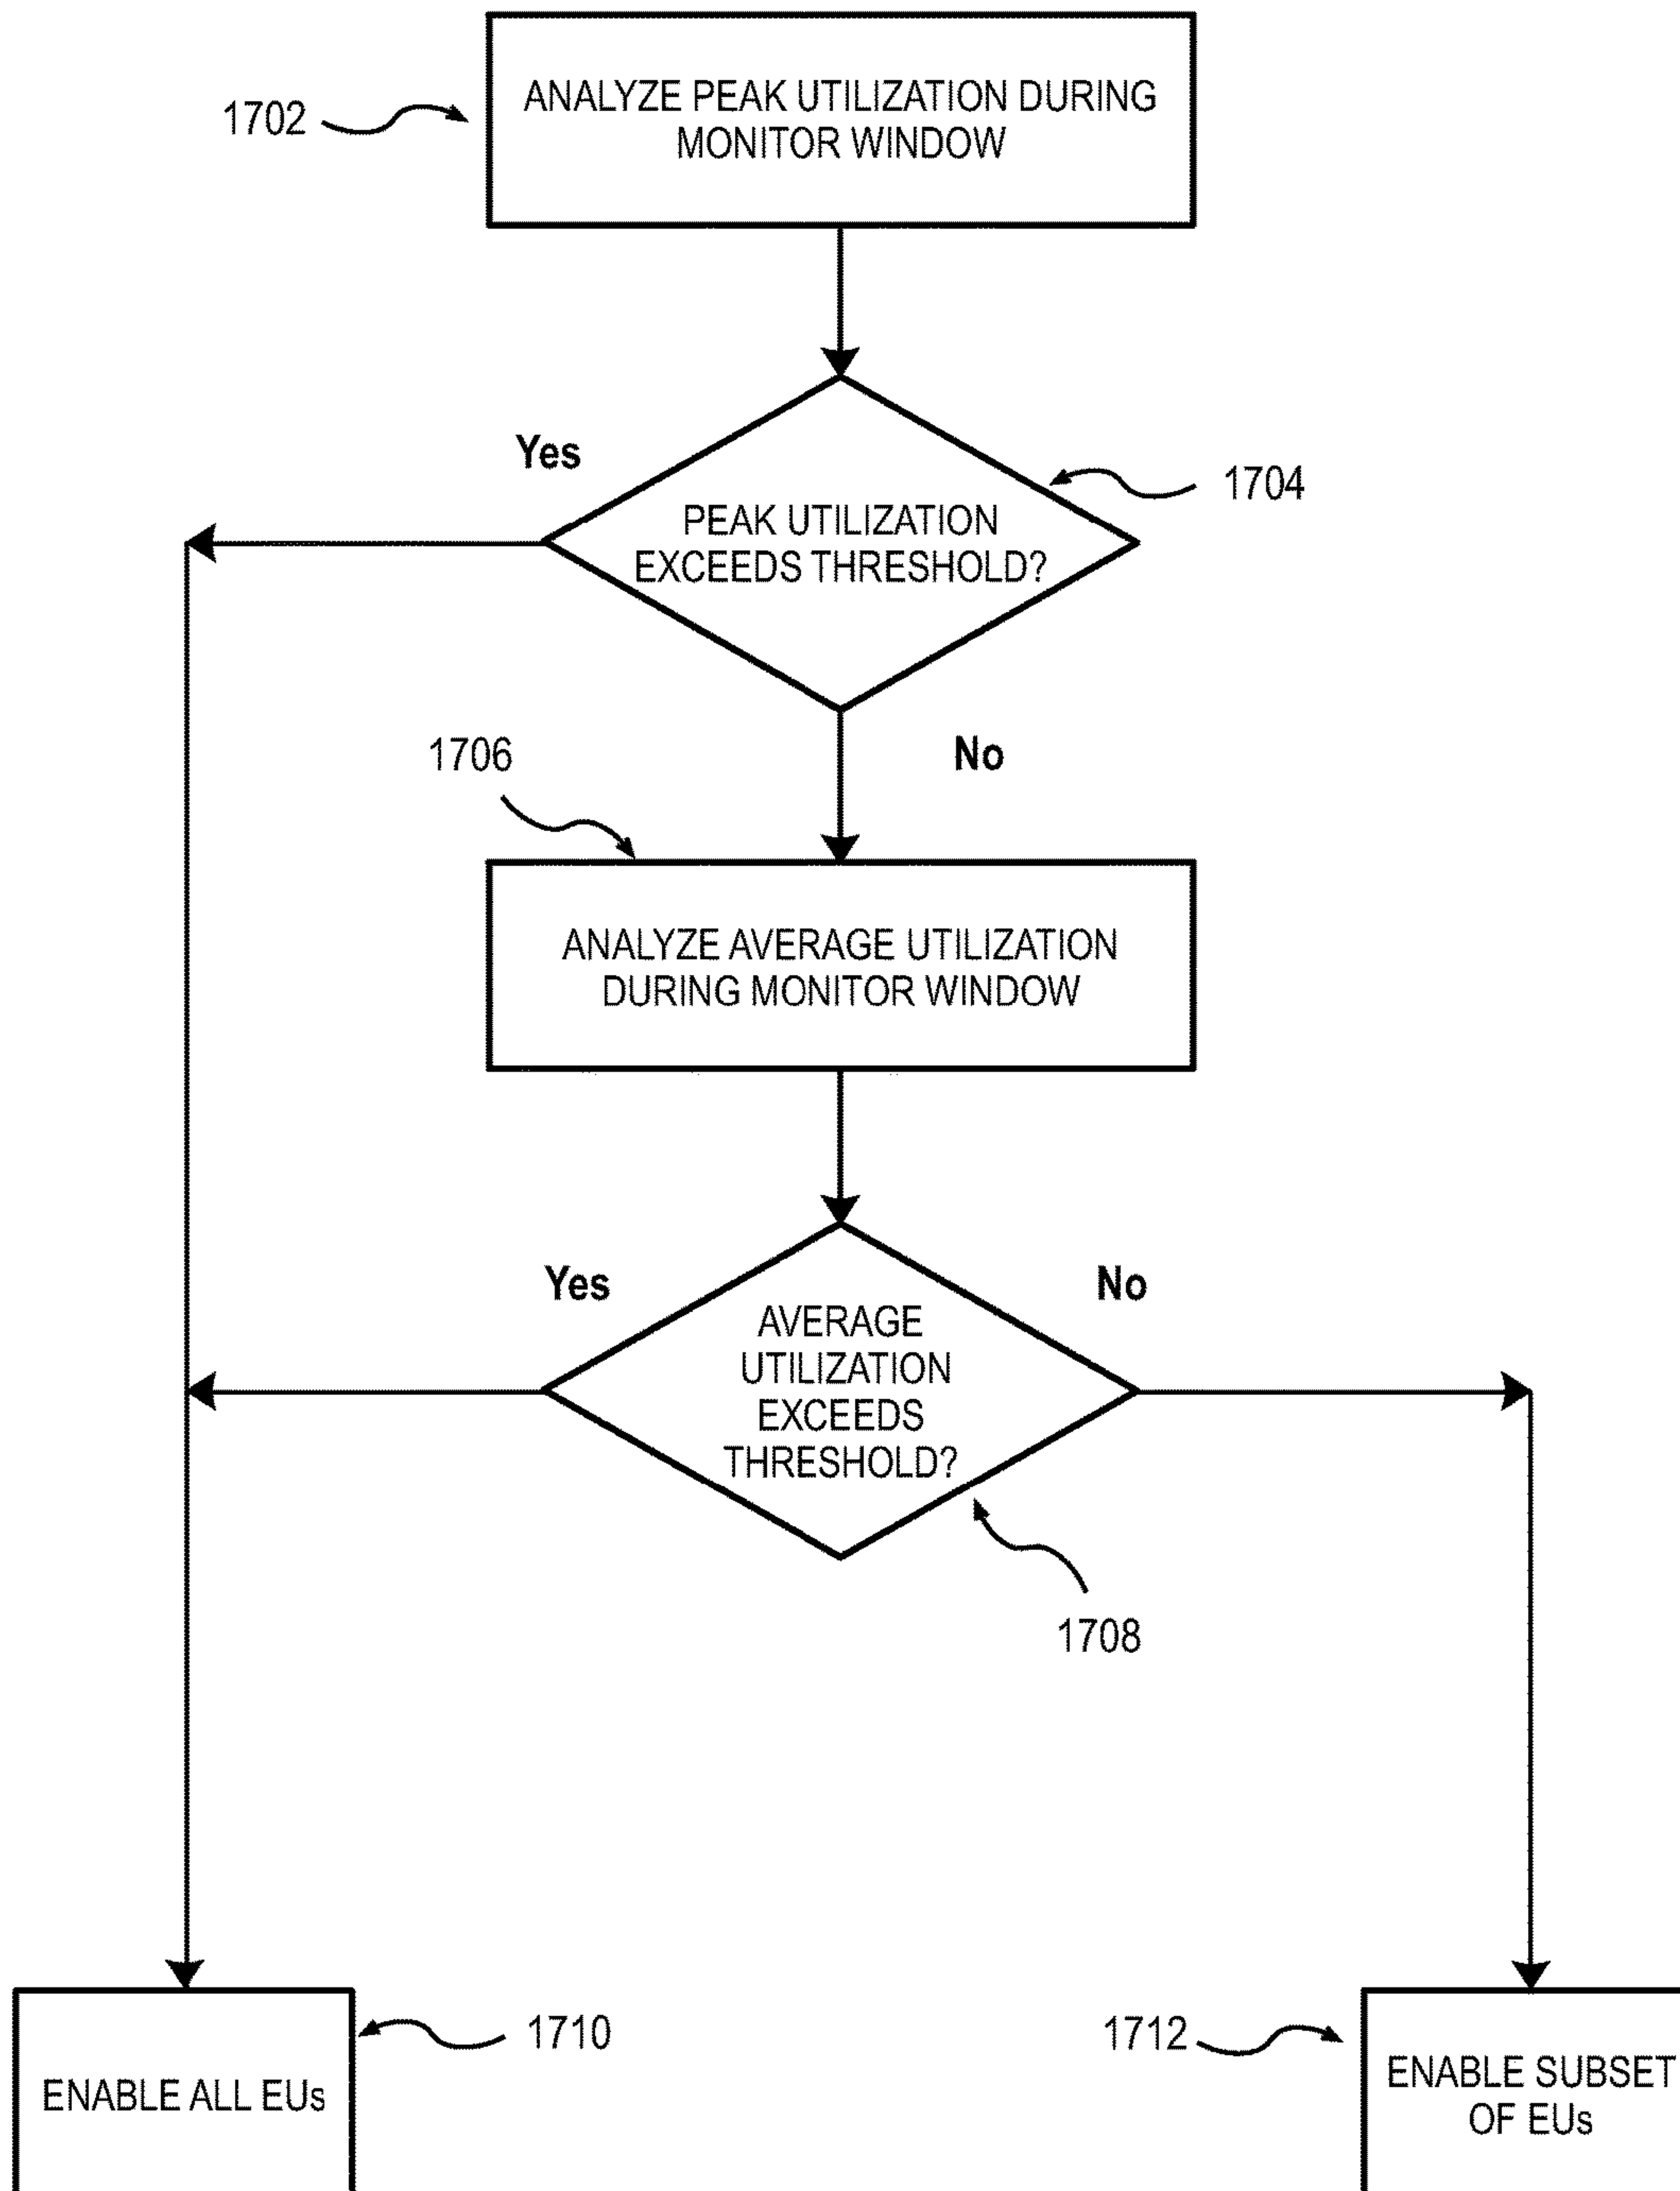 1702
ANALYZE PEAK UTILIZATION DURING
MONITOR WINDOW
Yes
1704
PEAK UTILIZATION
EXCEEDS THRESHOLD?
1706
No
ANALYZE AVERAGE UTILIZATION
DURING MONITOR WINDOW
Yes
No
AVERAGE
UTILIZATION
EXCEEDS
THRESHOLD?
1708
1710
1712
ENABLE ALL EUs
ENABLE SUBSET
OF EUs